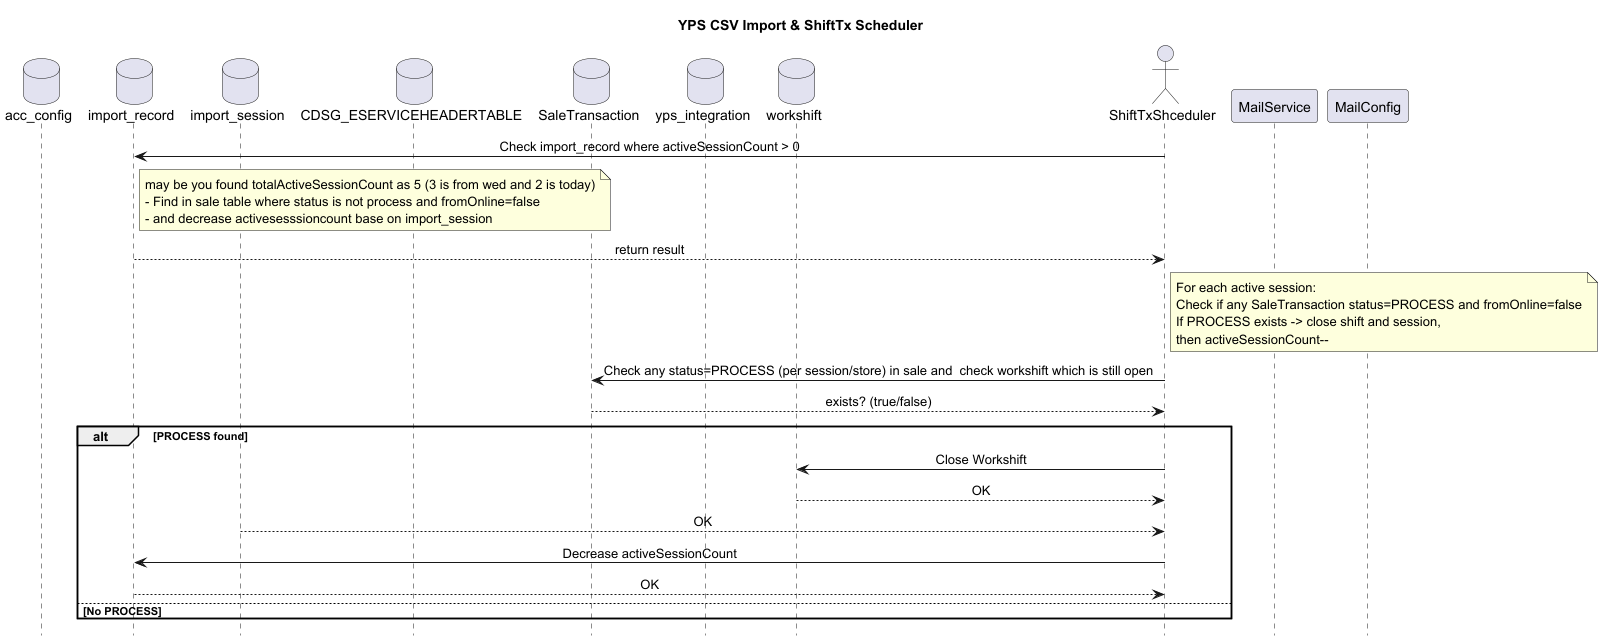 YPS CSV Import & ShiftTx Scheduler
acc_config
import_record
import_session
CDSG_ESERVICEHEADERTABLE
SaleTransaction
yps_integration
workshift
ShiftTxShceduler
MailService
MailConfig
Check import_record where activeSessionCount > 0
may be you found totalActiveSessionCount as 5 (3 is from wed and 2 is today)
- Find in sale table where status is not process and fromOnline=false
- and decrease activesesssioncount base on import_session
return result
For each active session:
Check if any SaleTransaction status=PROCESS and fromOnline=false
If PROCESS exists -> close shift and session,
then activeSessionCount--
Check any status=PROCESS (per session/store) in sale and  check workshift which is still open
exists? (true/false)
alt
[PROCESS found]
Close Workshift
OK
OK
Decrease activeSessionCount
OK
[No PROCESS]